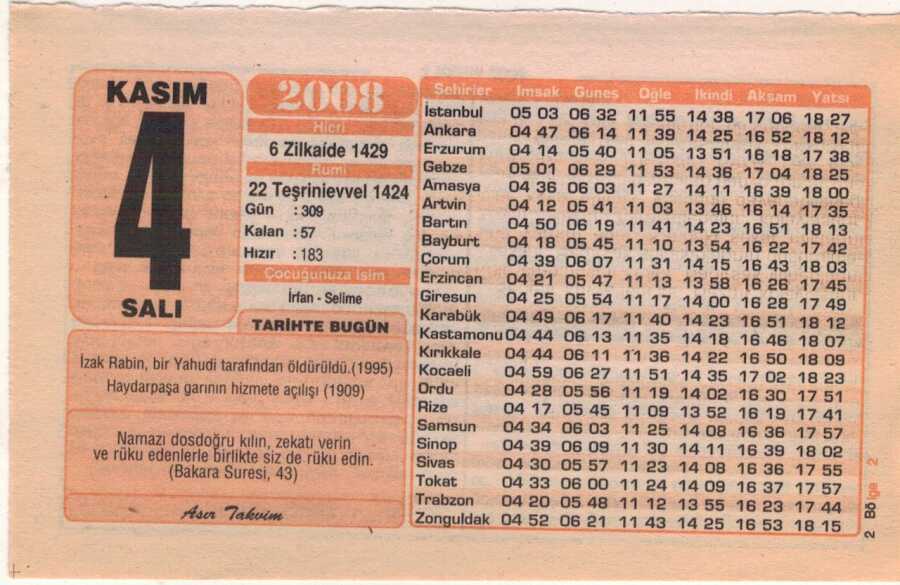 KASIM
4
SALI
2008
Hicri
6 Zilkaíde 1429
Rumi
22 Teşrinievvel 1424
Gün : 309
Kalan : 57
Hızır : 183
Çocuğunuza İsim
İrfan - Selime
TARİHTE BUGÜN
İzak Rabin, bir Yahudi tarafından öldürüldü.(1995)
Haydarpaşa garının hizmete açılışı (1909)
Namazı dosdoğru kılın, zekatı verin
ve rüku edenlerle birlikte siz de rüku edin.
(Bakara Suresi, 43)
Asır Takvim
Şehirler Imsak Guneş Öğle Ikindi Akşam Yatsı
İstanbul 05 03 06 32 11 55 14 38 17 06 18 27
Ankara 04 47 06 14 11 39 14 25 16 52 18 12
Erzurum 04 14 05 40 11 05 13 51 16 18 17 38
Gebze 05 01 06 29 11 53 14 36 17 04 18 25
Amasya 04 36 06 03 11 27 14 11 16 39 18 00
Artvin 04 12 05 41 11 03 13 46 16 14 17 35
Bartın 04 50 06 19 11 41 14 23 16 51 18 13
Bayburt 04 18 05 45 11 10 13 54 16 22 17 42
Çorum 04 39 06 07 11 31 14 15 16 43 18 03
Erzincan 04 21 05 47 11 13 13 58 16 26 17 45
Giresun 04 25 05 54 11 17 14 00 16 28 17 49
Karabük 04 49 06 17 11 40 14 23 16 51 18 12
Kastamonu 04 44 06 13 11 35 14 18 16 46 18 07
Kırıkkale 04 44 06 11 11 36 14 22 16 50 18 09
Kocaeli 04 59 06 27 11 51 14 35 17 02 18 23
Ordu 04 28 05 56 11 19 14 02 16 30 17 51
Rize 04 17 05 45 11 09 13 52 16 19 17 41
Samsun 04 34 06 03 11 25 14 08 16 36 17 57
Sinop 04 39 06 09 11 30 14 11 16 39 18 02
Sivas 04 30 05 57 11 23 14 08 16 36 17 55
Tokat 04 33 06 00 11 24 14 09 16 37 17 57
Trabzon 04 20 05 48 11 12 13 55 16 23 17 44
Zonguldak 04 52 06 21 11 43 14 25 16 53 18 15
2 Bölge 2